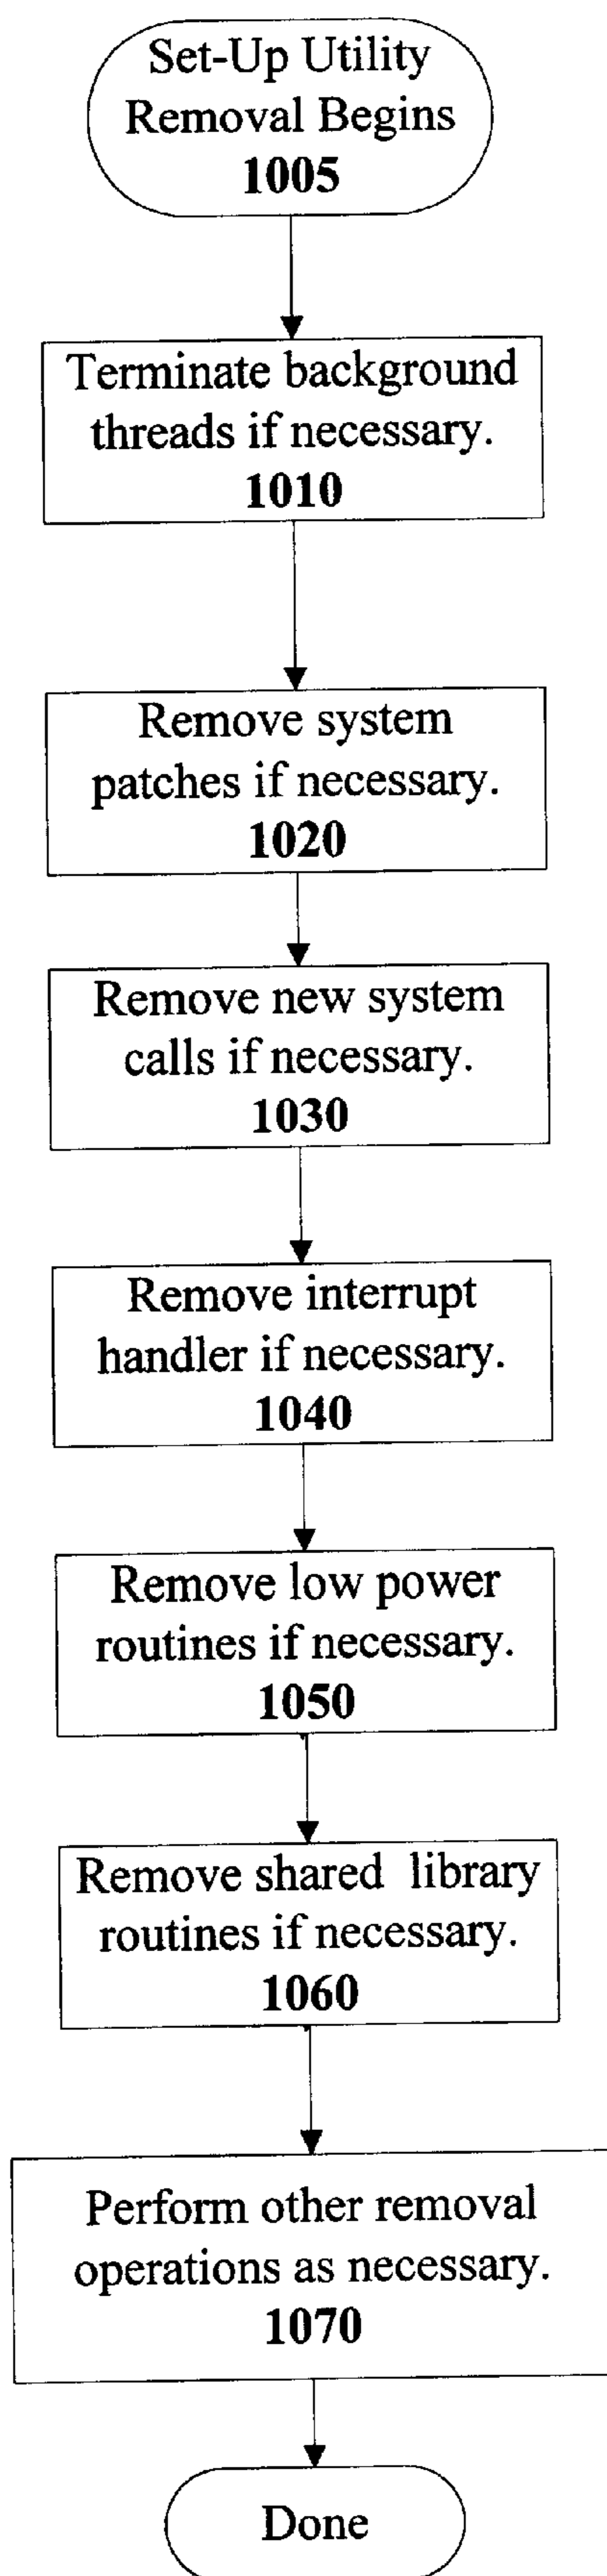 Set-Up Utility
Removal Begins
1005
Terminate background
threads if necessary.
1010
Remove system
patches if necessary.
1020
Remove new system
calls if necessary.
1030
Remove interrupt
handler if necessary.
1040
Remove low power
routines if necessary.
1050
Remove shared library
routines if necessary.
1060
Perform other removal
operations as necessary.
1070
Done